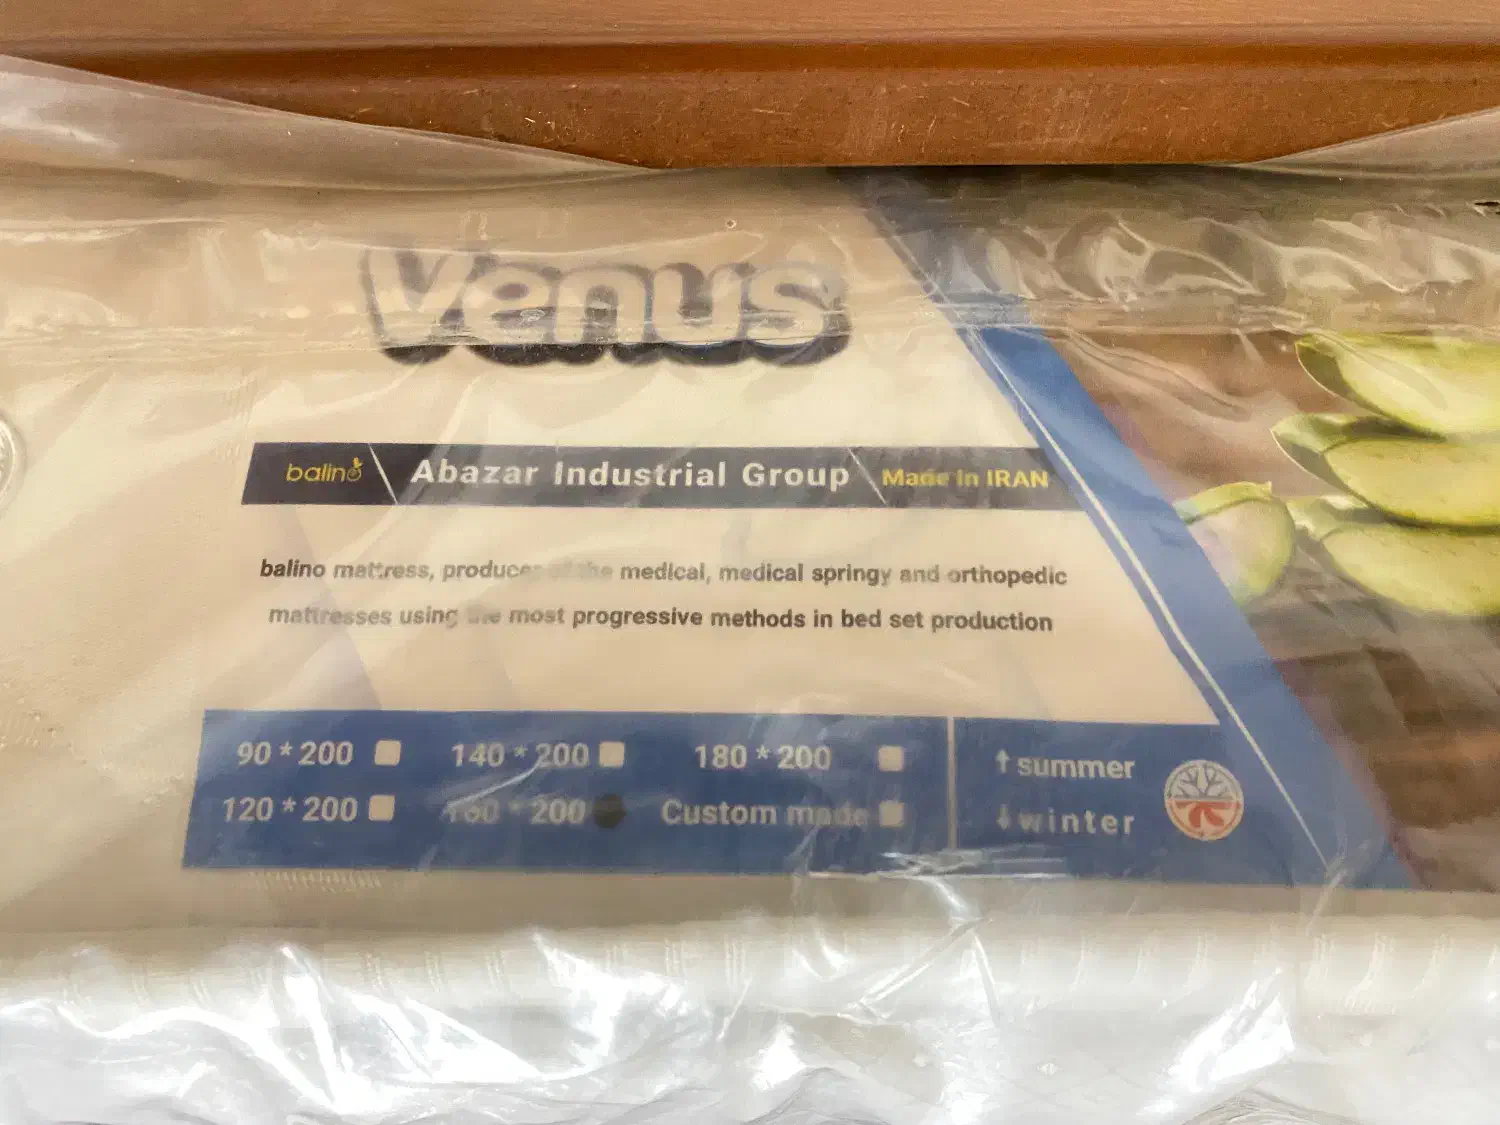 Venus
balino Abazar Industrial Group Made in IRAN
balino mattress, producer the medical, medical springy and orthopedic
mattresses using the most progressive methods in bed set production
90 * 200 140 * 200 180 * 200 ↑ summer
120 * 200 160 * 200 Custom made ↓ winter